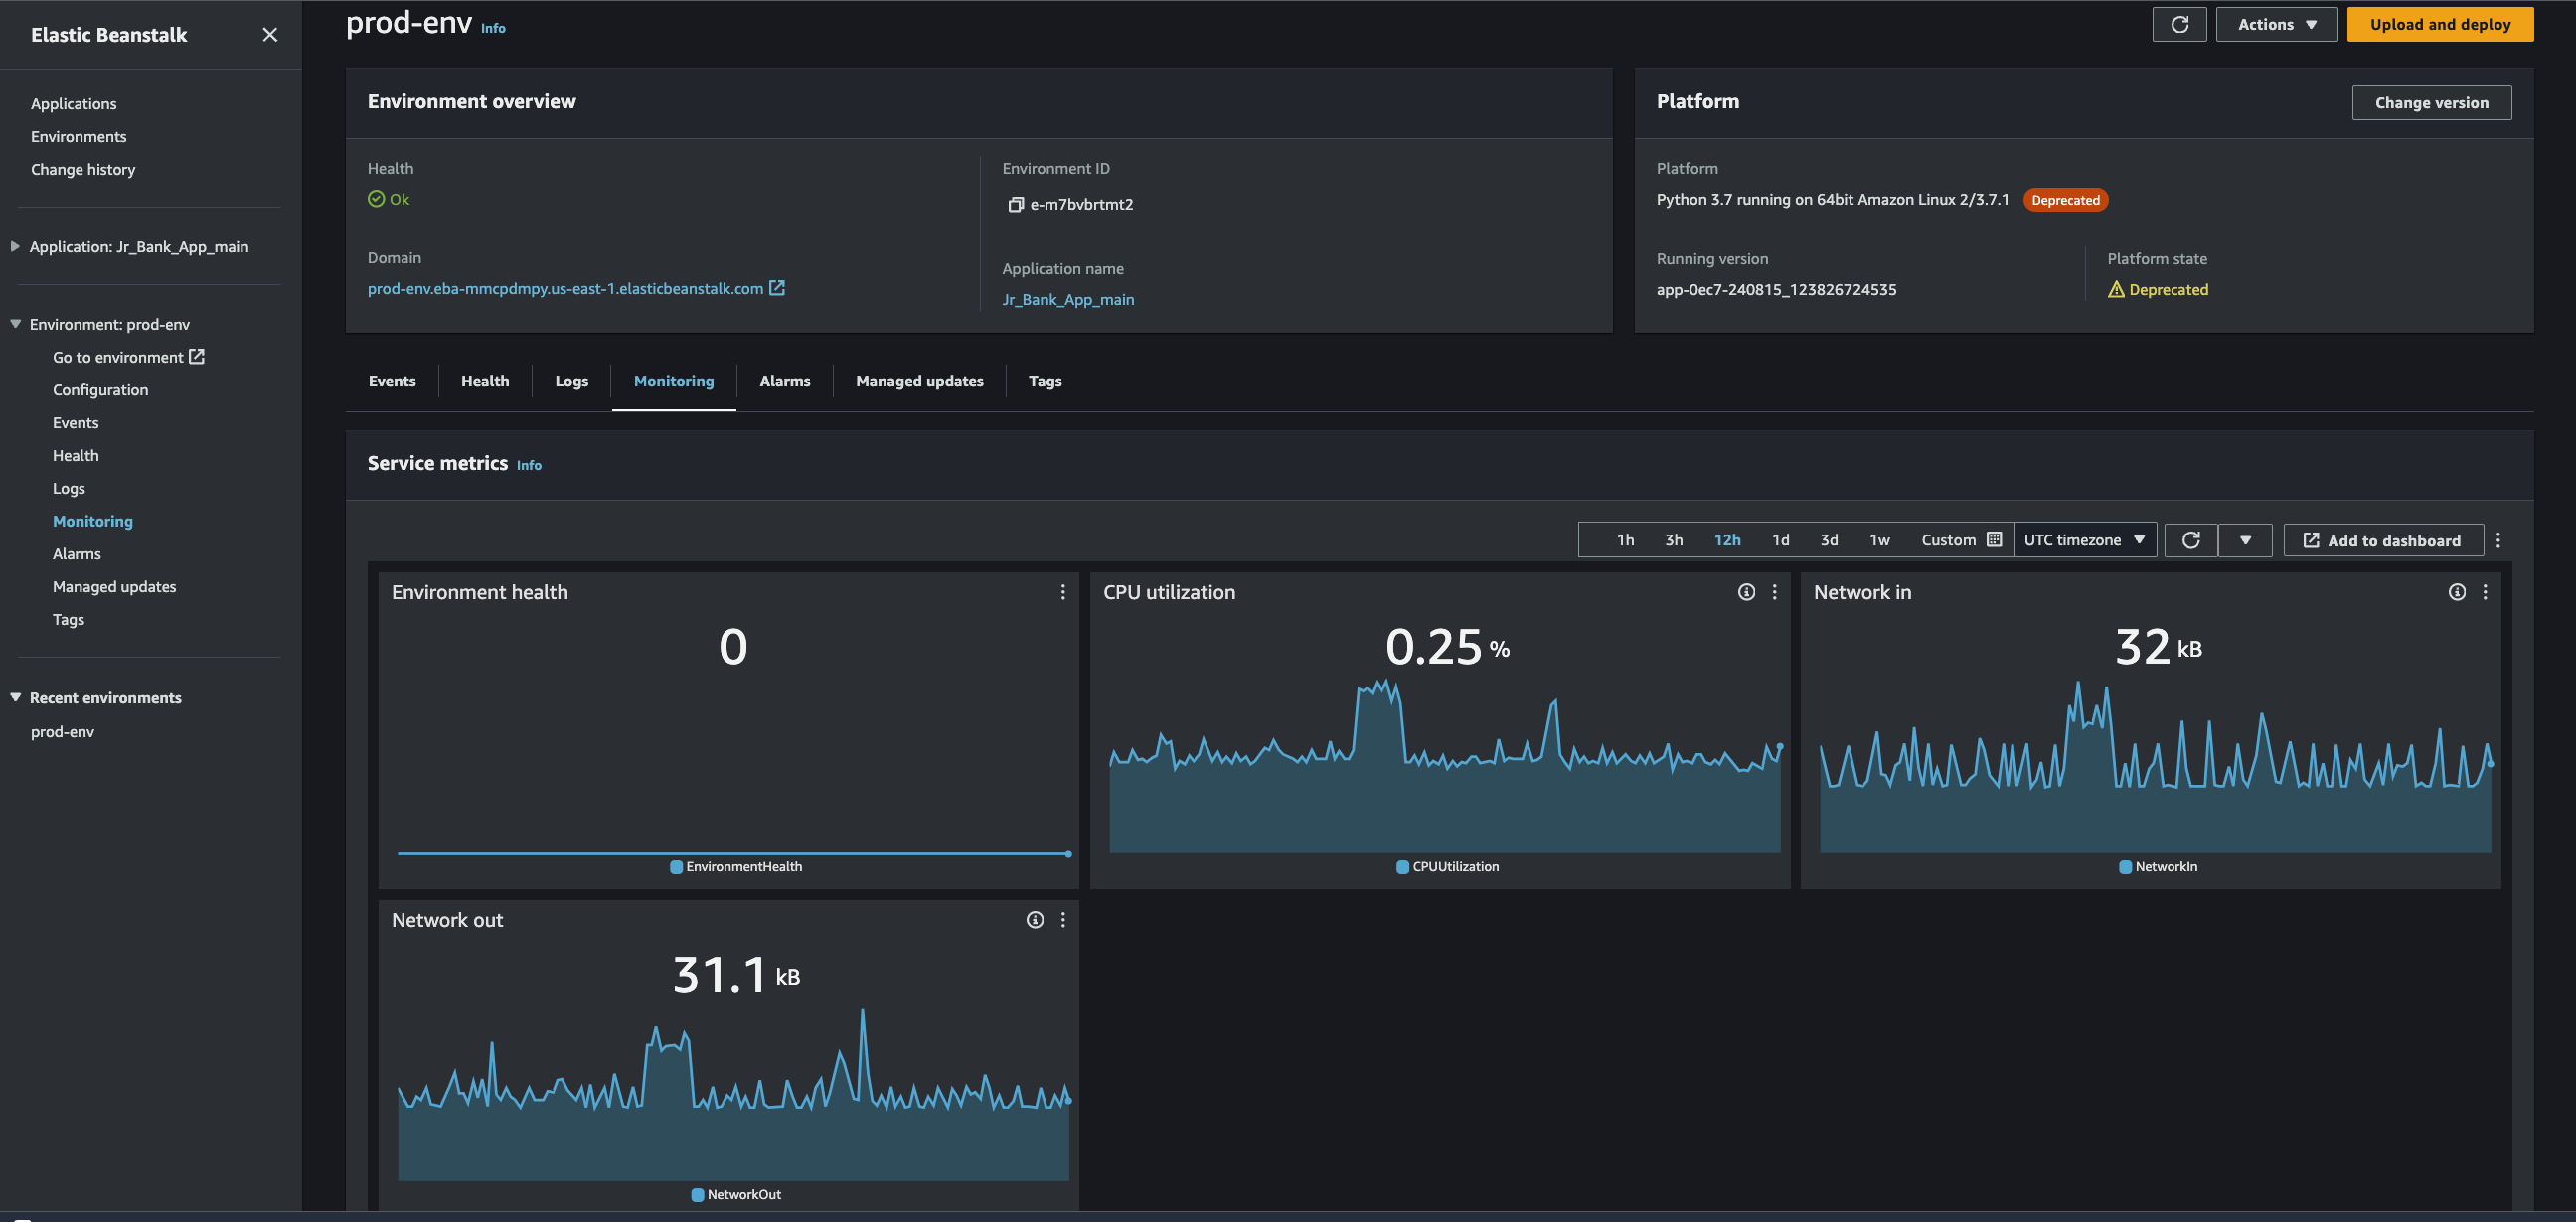 Elastic Beanstalk
Applications
Environments
Change history
Application: Jr_Bank_App_main
Environment: prod-env
Go to environment
Configuration
Events
Health
Logs
Monitoring
Alarms
Managed updates
Tags
Recent environments
prod-env
prod-env Info
Actions
Upload and deploy
Environment overview
Health
Ok
Domain
prod-env.eba-mmcpdmpy.us-east-1.elasticbeanstalk.com
Environment ID
e-m7bvbrtmt2
Application name
Jr_Bank_App_main
Platform
Change version
Platform
Python 3.7 running on 64bit Amazon Linux 2/3.7.1 Deprecated
Running version
app-0ec7-240815_123826724535
Platform state
Deprecated
Events Health Logs Monitoring Alarms Managed updates Tags
Service metrics Info
1h 3h 12h 1d 3d 1w Custom UTC timezone Add to dashboard
Environment health
0
EnvironmentHealth
CPU utilization
0.25 %
CPUUtilization
Network in
32 kB
NetworkIn
Network out
31.1 kB
NetworkOut